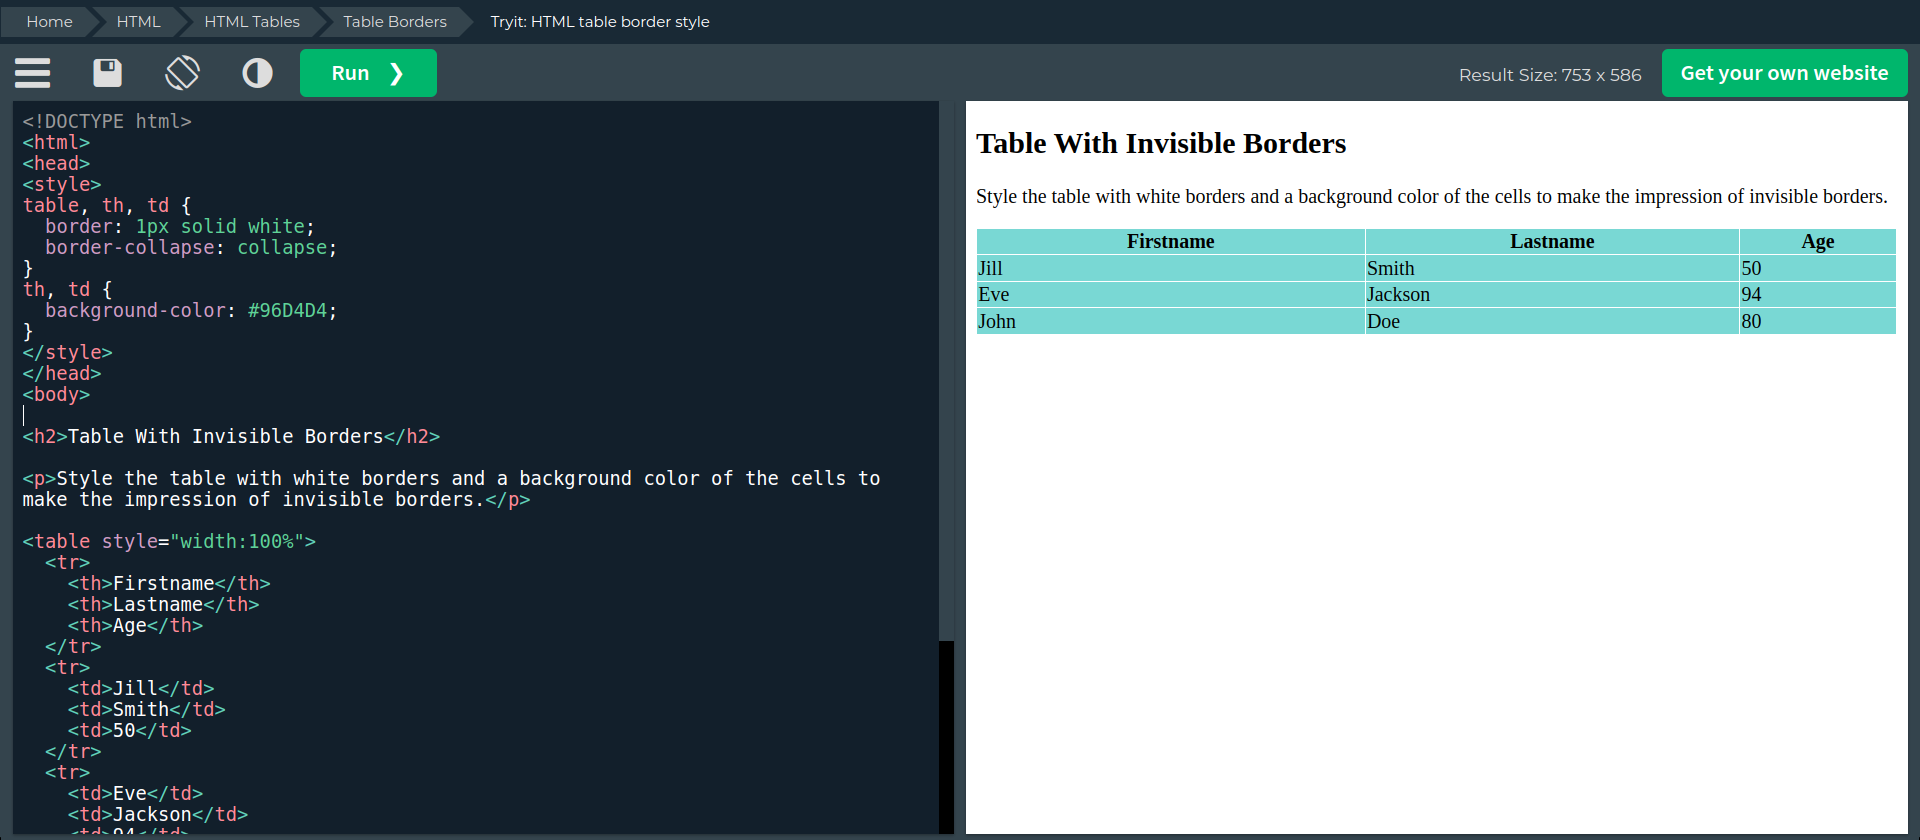 Home HTML HTML Tables Table Borders Tryit: HTML table border style
Run ❯ Result Size: 753 x 586 Get your own website
<!DOCTYPE html>
<html>
<head>
<style>
table, th, td {
  border: 1px solid white;
  border-collapse: collapse;
}
th, td {
  background-color: #96D4D4;
}
</style>
</head>
<body>

<h2>Table With Invisible Borders</h2>

<p>Style the table with white borders and a background color of the cells to
make the impression of invisible borders.</p>

<table style="width:100%">
  <tr>
    <th>Firstname</th>
    <th>Lastname</th>
    <th>Age</th>
  </tr>
  <tr>
    <td>Jill</td>
    <td>Smith</td>
    <td>50</td>
  </tr>
  <tr>
    <td>Eve</td>
    <td>Jackson</td>
    <td>94</td>
Table With Invisible Borders
Style the table with white borders and a background color of the cells to make the impression of invisible borders.
Firstname Lastname Age
Jill Smith 50
Eve Jackson 94
John Doe 80